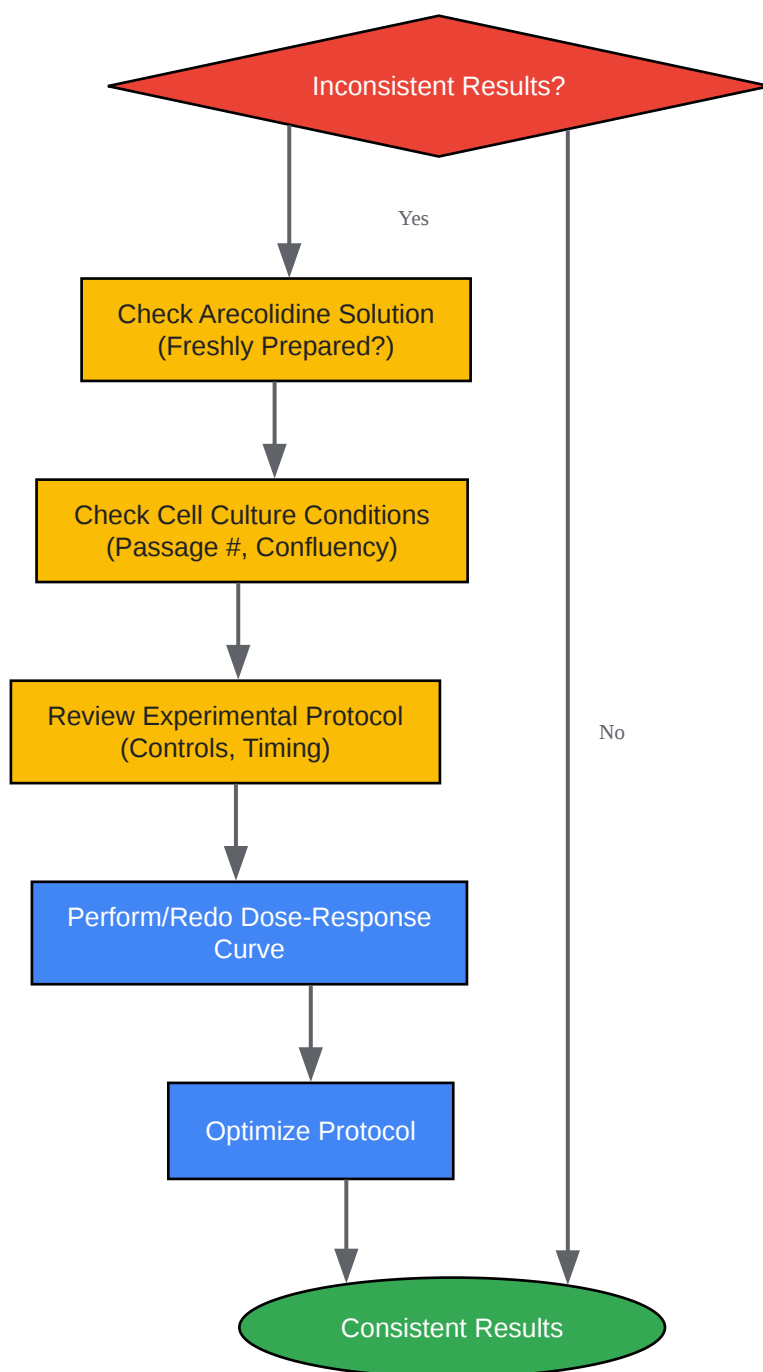 Inconsistent Results?
Yes
Check Arecolidine Solution
(Freshly Prepared?)
Check Cell Culture Conditions
(Passage #, Confluency)
Review Experimental Protocol
(Controls, Timing)
No
Perform/Redo Dose-Response
Curve
Optimize Protocol
Consistent Results